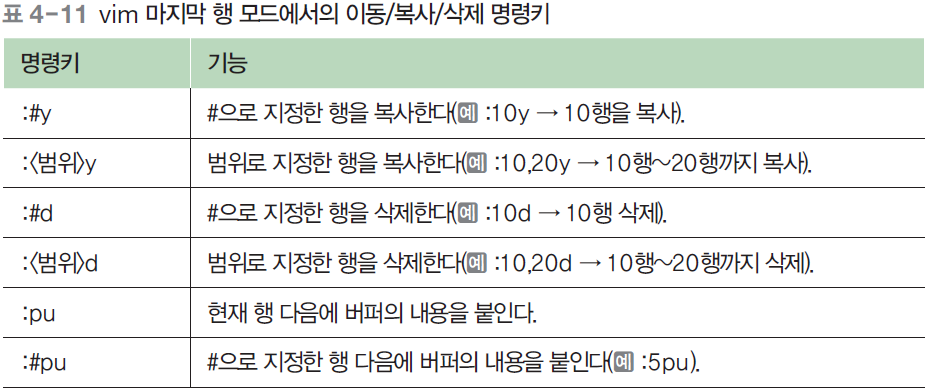 표 4-11 vim 마지막 행 모드에서의 이동/복사/삭제 명령키
명령키 기능
:#y #으로 지정한 행을 복사한다(예 :10y → 10행을 복사).
:〈범위〉y 범위로 지정한 행을 복사한다(예 :10,20y → 10행~20행까지 복사).
:#d #으로 지정한 행을 삭제한다(예 :10d → 10행 삭제).
:〈범위〉d 범위로 지정한 행을 삭제한다(예 :10,20d → 10행~20행까지 삭제).
:pu 현재 행 다음에 버퍼의 내용을 붙인다.
:#pu #으로 지정한 행 다음에 버퍼의 내용을 붙인다(예 :5pu).